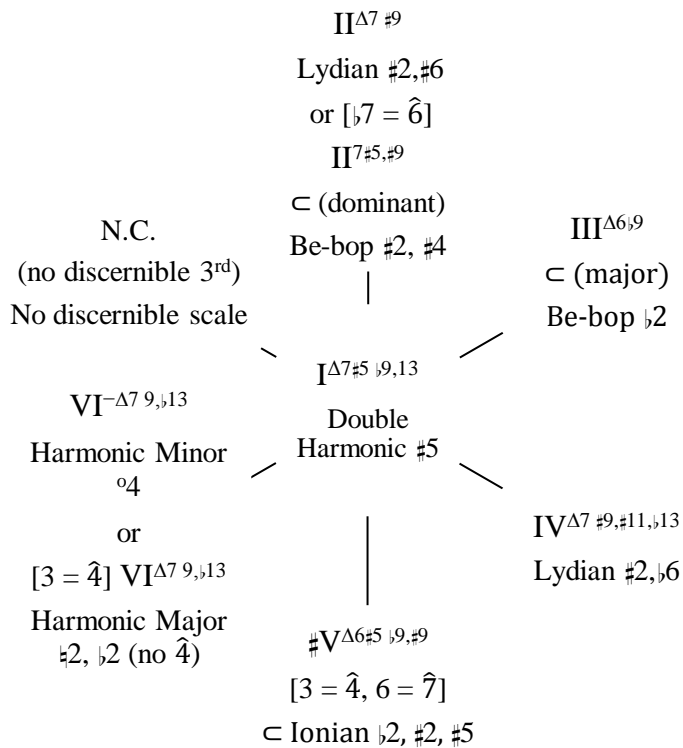 II^Δ7 ♯9
Lydian ♯2,♯6
or [♭7 = 6̂]
II^7♯5,♯9
⊂ (dominant)
Be-bop ♯2, ♯4
N.C.
(no discernible 3^rd)
No discernible scale
III^Δ6♭9
⊂ (major)
Be-bop ♭2
I^Δ7♯5 ♭9,13
Double
Harmonic ♯5
VI^−Δ7 9,♭13
Harmonic Minor
º4
or
[3 = 4̂] VI^Δ7 9,♭13
Harmonic Major
♮2, ♭2 (no 4̂)
IV^Δ7 ♯9,♯11,♭13
Lydian ♯2,♭6
♯V^Δ6♯5 ♭9,♯9
[3 = 4̂, 6 = 7̂]
⊂ Ionian ♭2, ♯2, ♯5